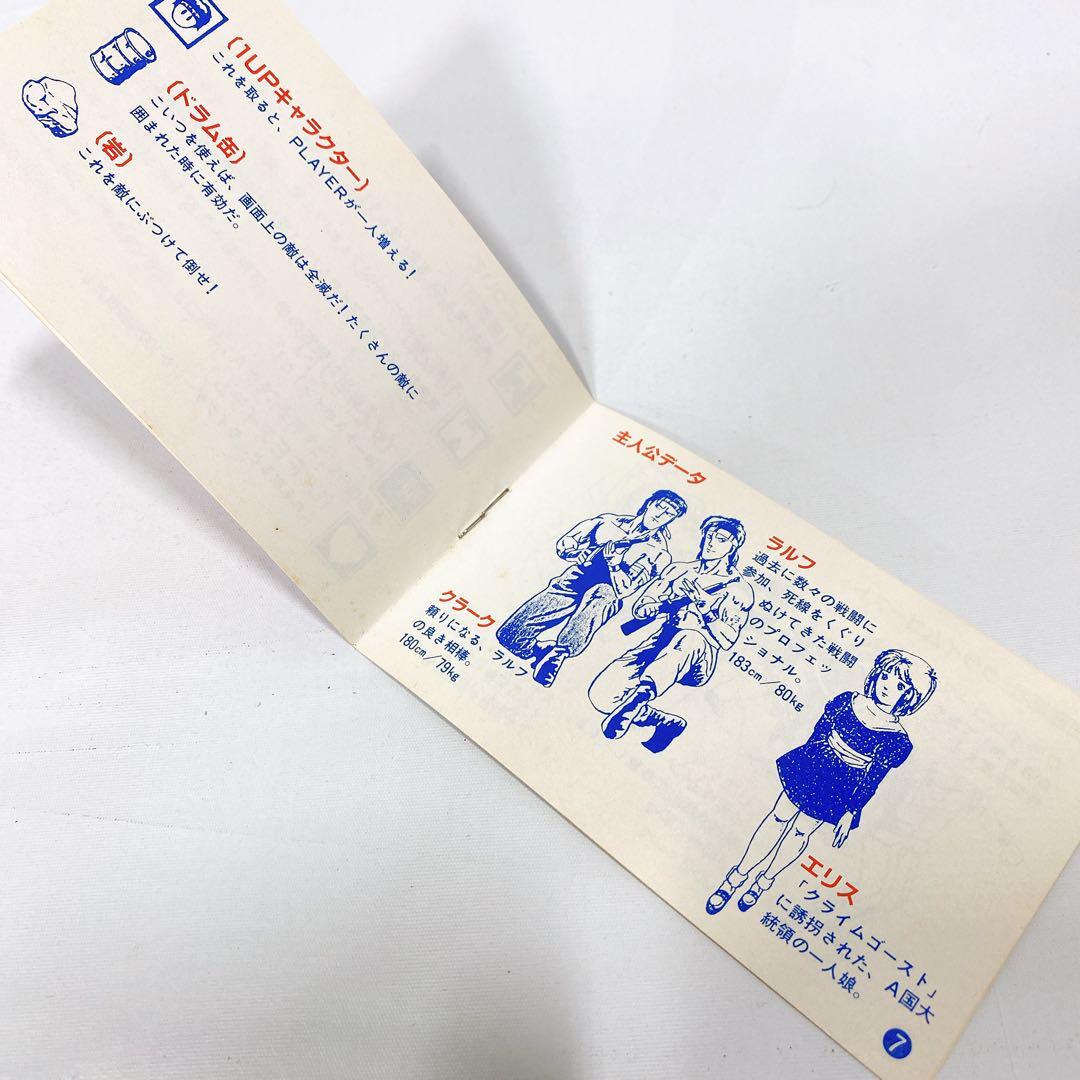 (1UPキャラクター)
これを取ると、PLAYERが一人増える!
(ドラム缶)
こいつを使えば、画面上の敵は全滅だ!たくさんの敵に
囲まれた時に有効だ。
(岩)
これを敵にぶつけて倒せ!
主人公データ
ラルフ
過去に数々の戦闘に
参加、死線をくぐり
ぬけてきた戦闘
のプロフェッ
ショナル。
183cm/80kg
クラーク
頼りになる、ラルフ
の良き相棒。
180cm/79kg
エリス
「クライムゴースト」
に誘拐された、A国大
統領の一人娘。
7